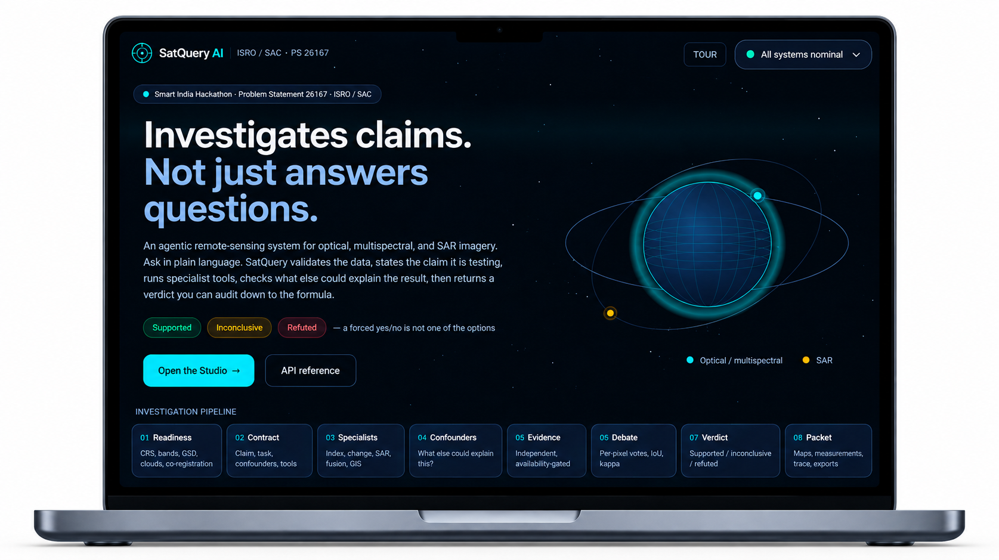 SatQuery AI
ISRO / SAC · PS 26167
TOUR
All systems nominal
Smart India Hackathon · Problem Statement 26167 · ISRO / SAC
Investigates claims.
Not just answers
questions.
An agentic remote-sensing system for optical, multispectral, and SAR imagery.
Ask in plain language. SatQuery validates the data, states the claim it is testing,
runs specialist tools, checks what else could explain the result, then returns a
verdict you can audit down to the formula.
Supported
Inconclusive
Refuted
— a forced yes/no is not one of the options
Open the Studio →
API reference
Optical / multispectral
SAR
INVESTIGATION PIPELINE
01 Readiness
CRS, bands, GSD,
clouds, co-registration
02 Contract
Claim, task,
confounders, tools
03 Specialists
Index, change, SAR,
fusion, GIS
04 Confounders
What else could explain
this?
05 Evidence
Independent,
availability-gated
06 Debate
Per-pixel votes, IoU,
kappa
07 Verdict
Supported / inconclusive
/ refuted
08 Packet
Maps, measurements,
trace, exports